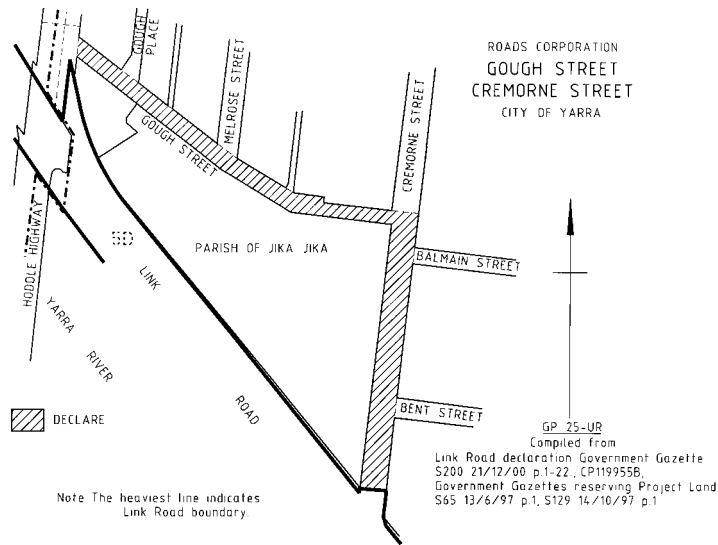 ROADS CORPORATION
GOUGH STREET
CREMORNE STREET
CITY OF YARRA
GOUGH
PLACE
MELROSE STREET
CREMORNE STREET
GOUGH STREET
HODDLE HIGHWAY
PARISH OF JIKA JIKA
BALMAIN STREET
LINK
ROAD
YARRA
RIVER
BENT STREET
DECLARE
Note The heaviest line indicates
Link Road boundary.
GP 25-UR
Compiled from
Link Road declaration Government Gazette
S200 21/12/00 p.1-22., CP119955B,
Government Gazettes reserving Project Land
S65 13/6/97 p.1, S129 14/10/97 p.1